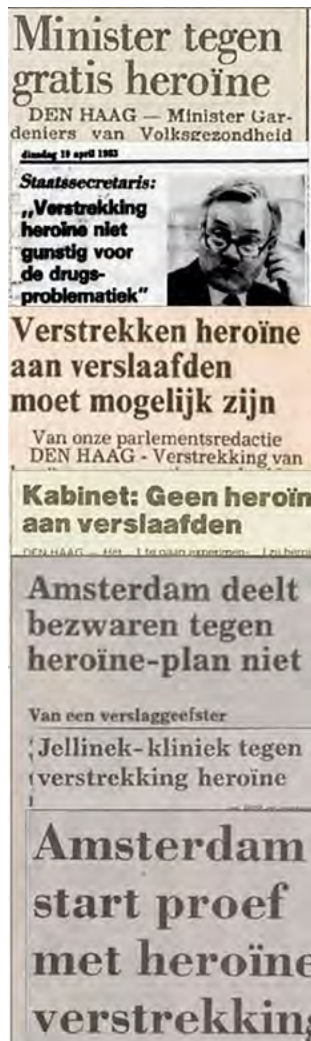 Minister tegen
gratis heroïne
DEN HAAG — Minister Gar-
deniers van Volksgezondheid
dinsdag 19 april 1983
Staatssecretaris:
„Verstrekking
heroïne niet
gunstig voor
de drugs-
problematiek”
Verstrekken heroïne
aan verslaafden
moet mogelijk zijn
Van onze parlementsredactie
DEN HAAG - Verstrekking van
Kabinet: Geen heroïn
aan verslaafden
DEN HAAG — Het
Amsterdam deelt
bezwaren tegen
heroïne-plan niet
Van een verslaggeefster
Jellinek-kliniek tegen
verstrekking heroïne
Amsterdam
start proef
met heroïne
verstrekking